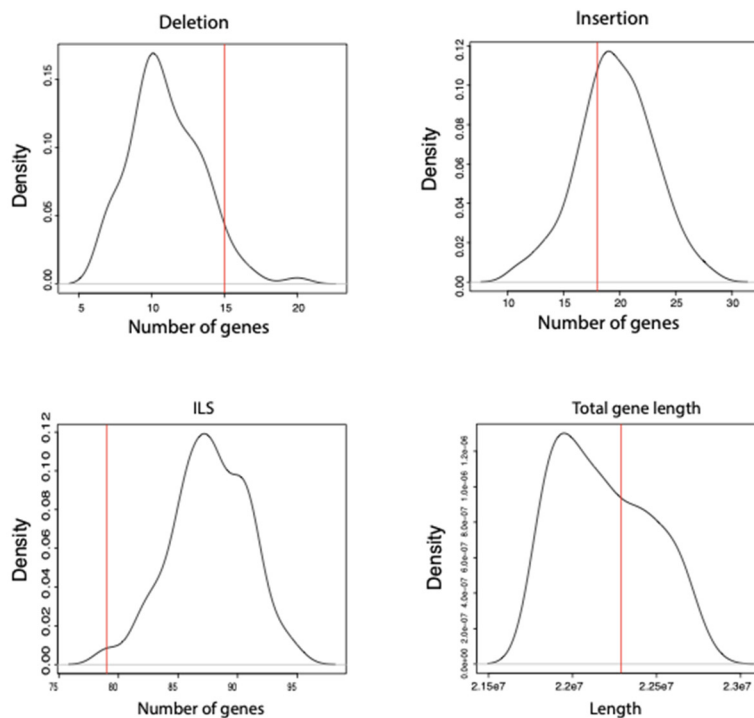 Deletion
Density
0.00
0.05
0.10
0.15
5
10
15
20
Number of genes
Insertion
Density
0.00
0.02
0.04
0.06
0.08
0.10
0.12
10
15
20
25
30
Number of genes
ILS
Density
0.00
0.02
0.04
0.06
0.08
0.10
0.12
75
80
85
90
95
Number of genes
Total gene length
Density
0.0e+00
2.0e-07
4.0e-07
6.0e-07
8.0e-07
1.0e-06
1.2e-06
2.15e7
2.2e7
2.25e7
2.3e7
Length